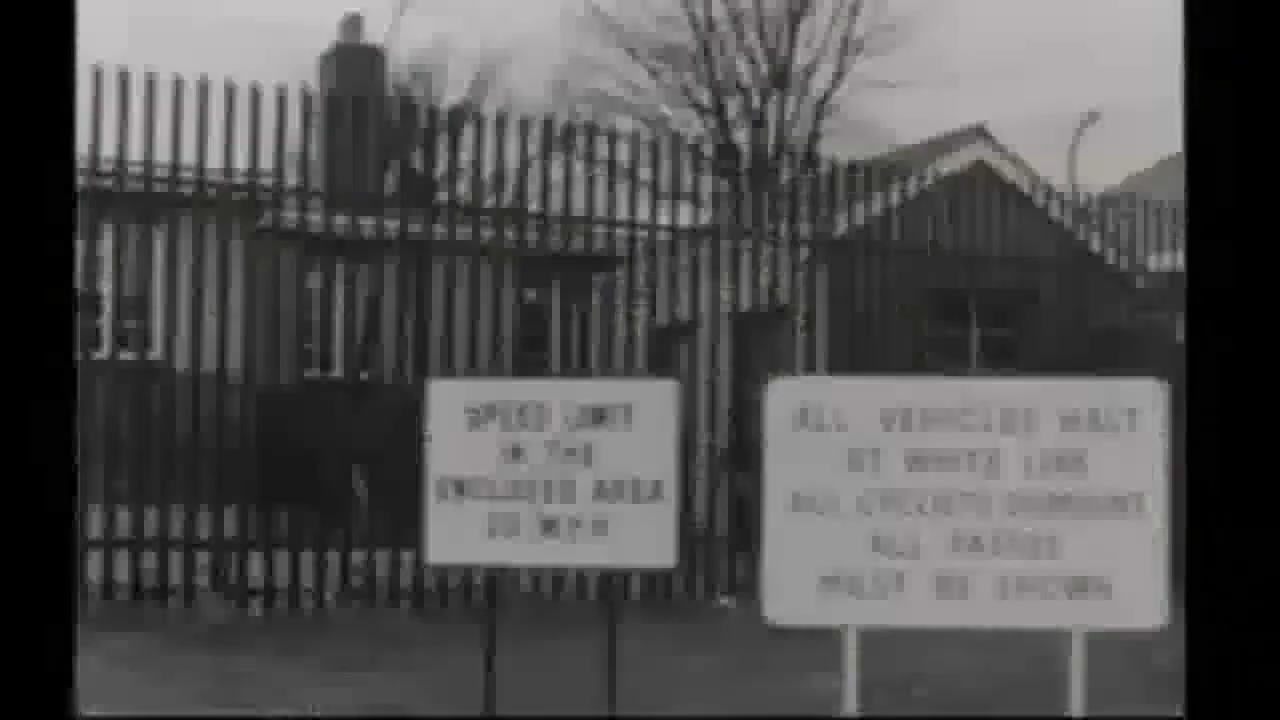 SPEED LIMIT
IN THE
ENCLOSED AREA
M.P.H
ALL VEHICLES HALT
AT WHITE LINE
ALL CYCLISTS DISMOUNT
ALL PASSES
MUST BE SHOWN